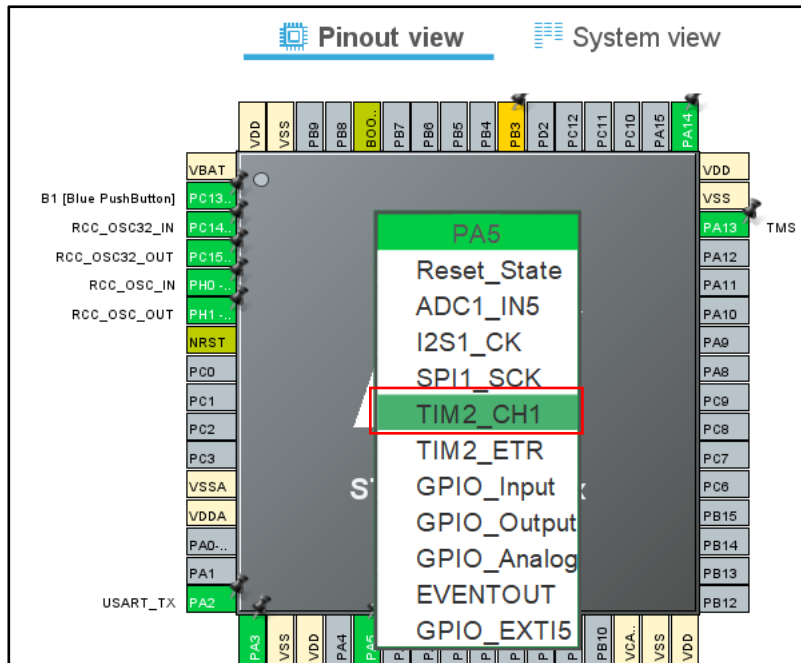 Pinout view
System view
VDD
VSS
PB9
PB8
BOO..
PB7
PB6
PB5
PB4
PB3
PD2
PC12
PC11
PC10
PA15
PA14
VBAT
B1 [Blue PushButton] PC13..
RCC_OSC32_IN PC14..
RCC_OSC32_OUT PC15..
RCC_OSC_IN PH0 -..
RCC_OSC_OUT PH1 -..
NRST
PC0
PC1
PC2
PC3
VSSA
VDDA
PA0-..
PA1
USART_TX PA2
PA5
Reset_State
ADC1_IN5
I2S1_CK
SPI1_SCK
TIM2_CH1
TIM2_ETR
GPIO_Input
GPIO_Output
GPIO_Analog
EVENTOUT
GPIO_EXTI5
VDD
VSS
PA13 TMS
PA12
PA11
PA10
PA9
PA8
PC9
PC8
PC7
PC6
PB15
PB14
PB13
PB12
PA3
VSS
VDD
PA4
PA5
PB10
VCA..
VSS
VDD